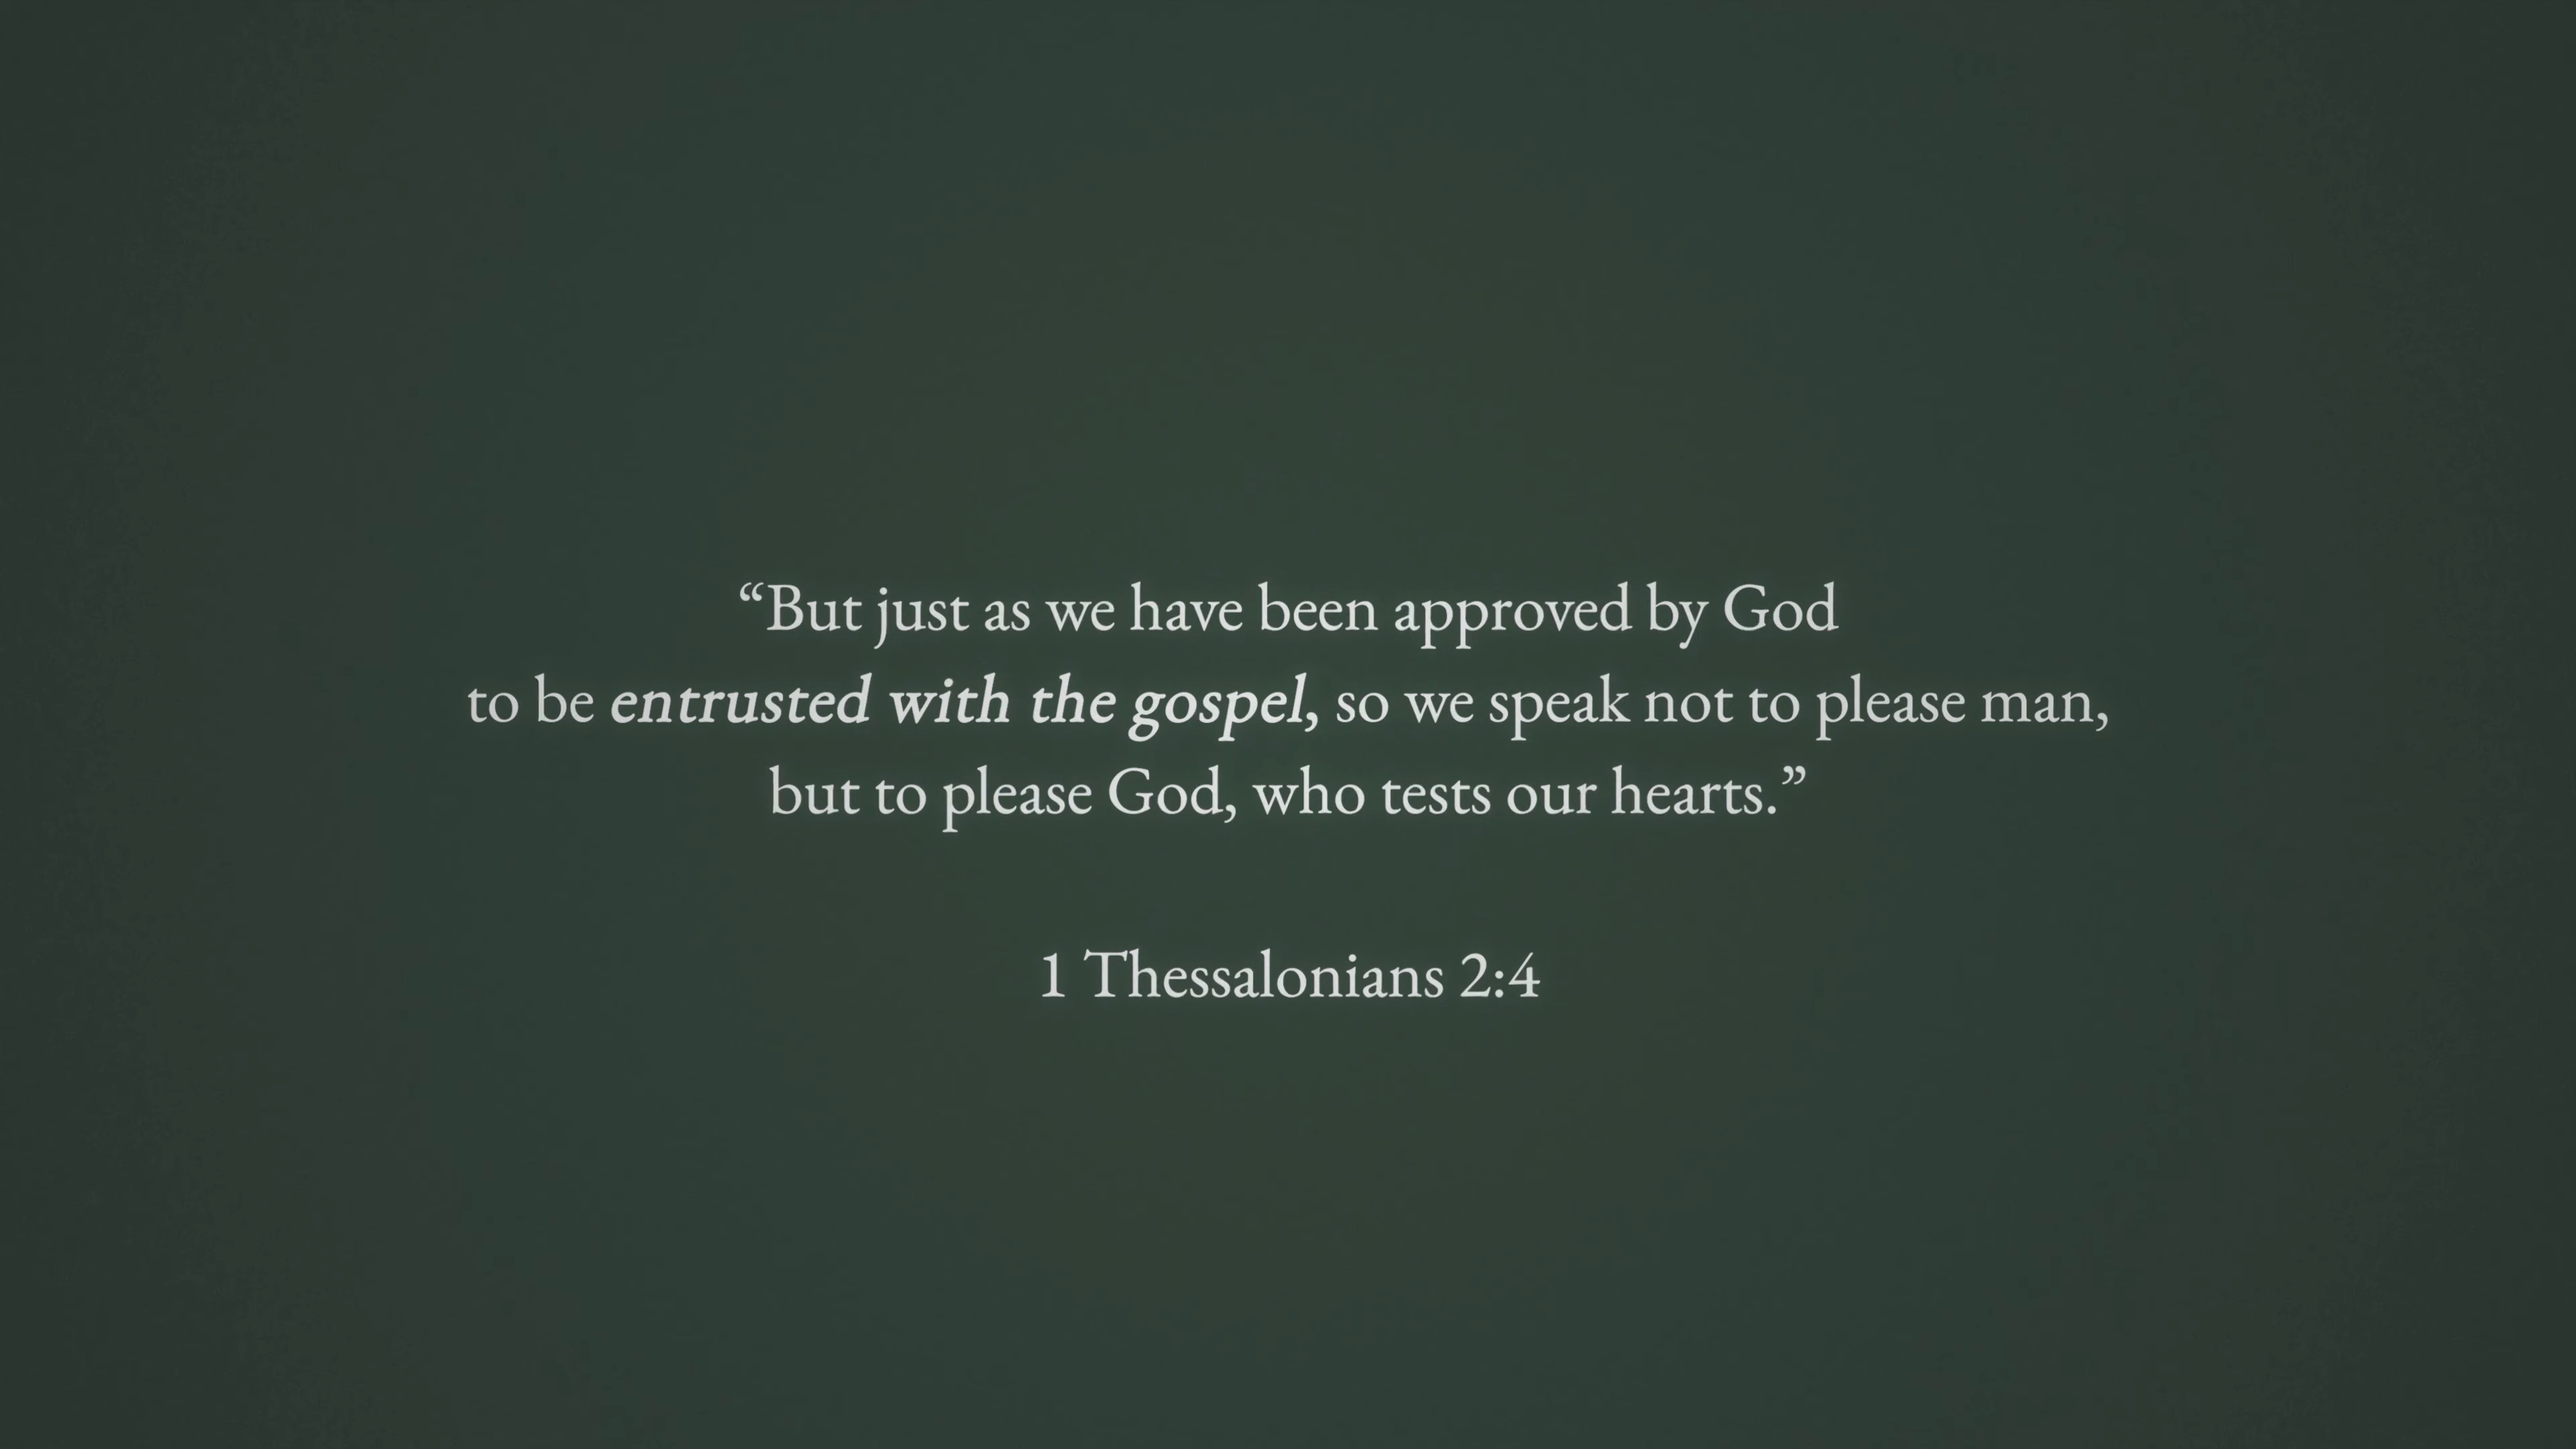 “But just as we have been approved by God
to be entrusted with the gospel, so we speak not to please man,
but to please God, who tests our hearts.”
1 Thessalonians 2:4